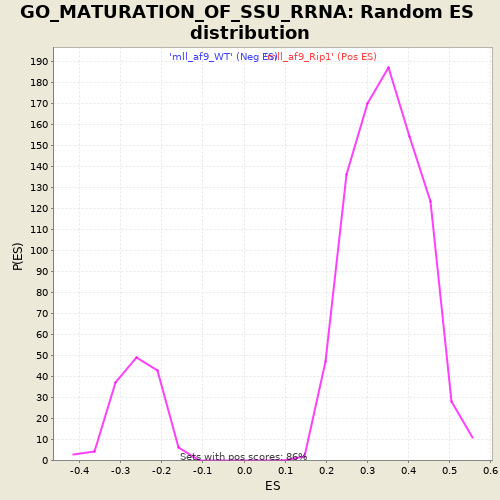 GO_MATURATION_OF_SSU_RRNA: Random ES
distribution
'mll_af9_WT' (Neg ES)
'mll_af9_Rip1' (Pos ES)
190
180
170
160
150
140
130
120
110
100
90
80
70
60
50
40
30
20
10
0
P(ES)
Sets with pos scores: 86%
-0.4 -0.3 -0.2 -0.1 0.0 0.1 0.2 0.3 0.4 0.5 0.6
ES